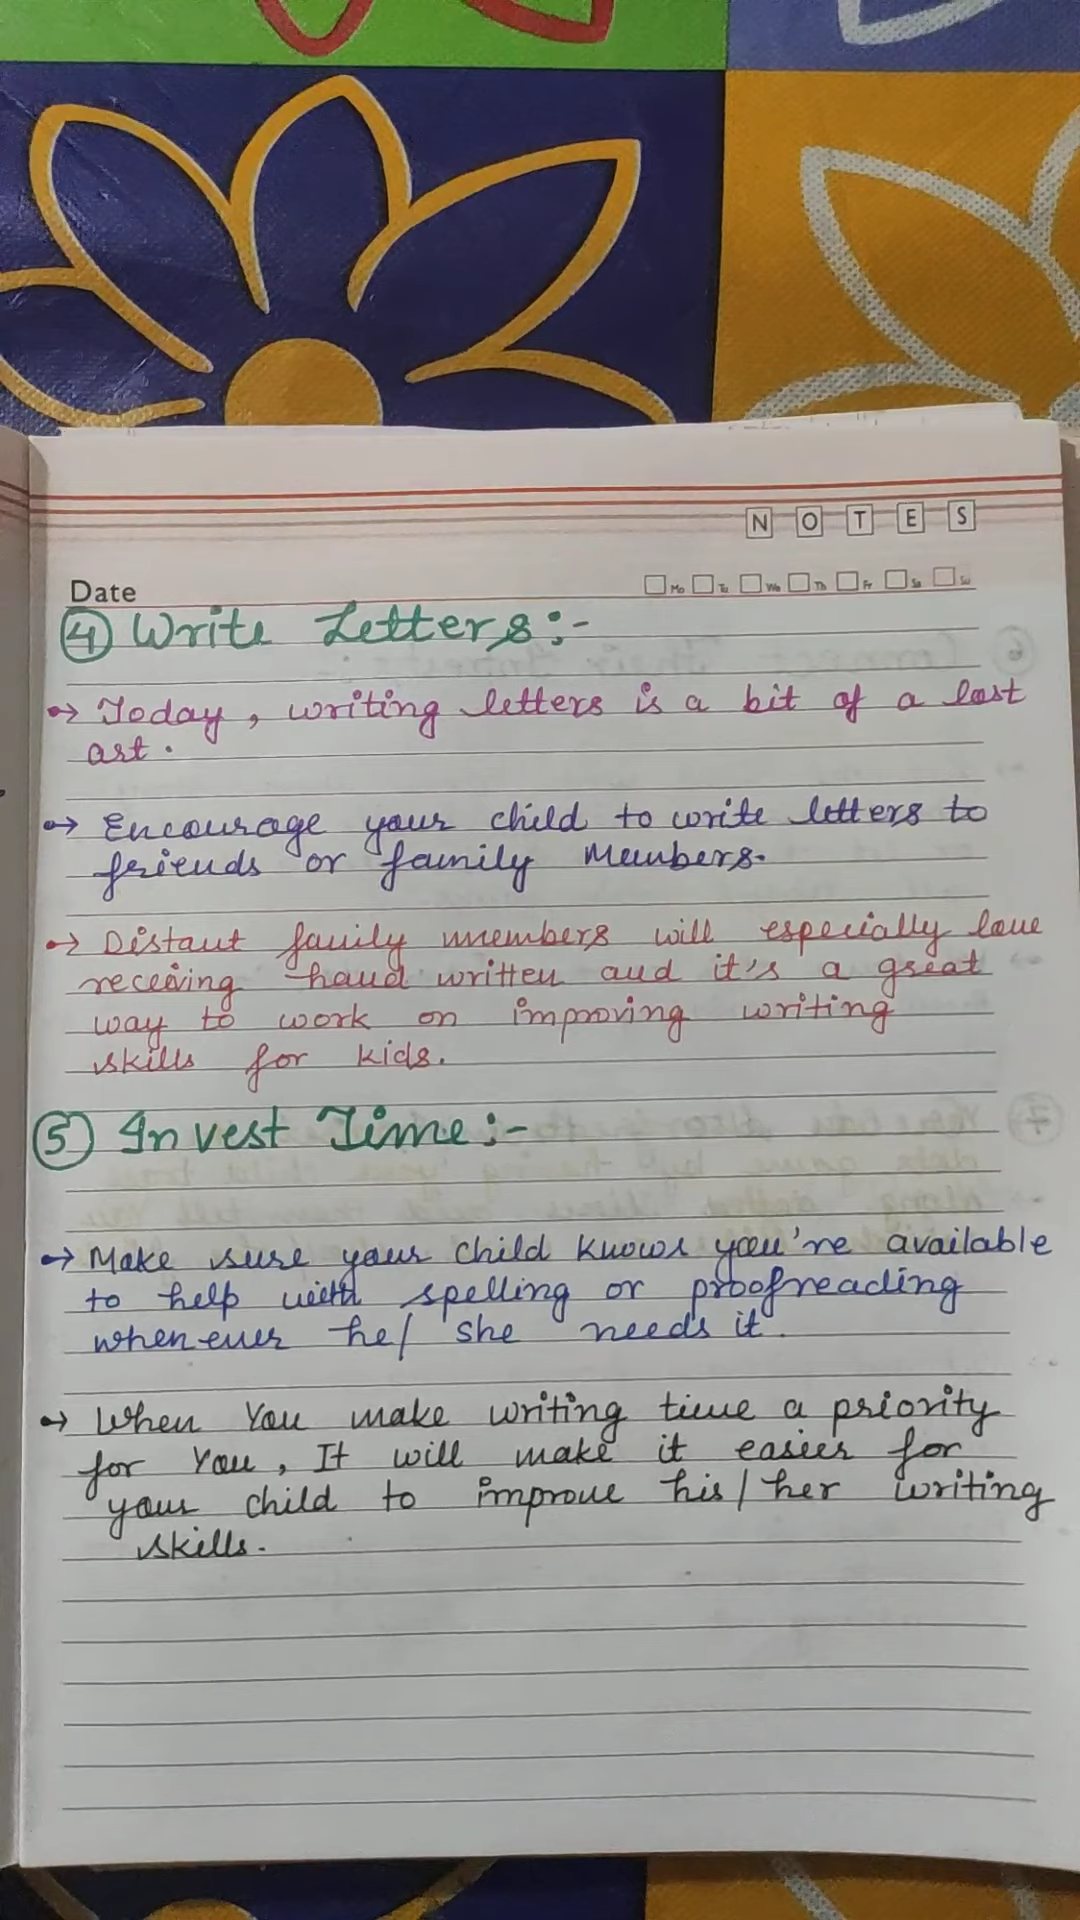 N O T E S
Date Mo Tu We Th Fr Sa Su
④ Write Letters:-
→ Today, writing letters is a bit of a lost
art.
→ Encourage your child to write letters to
friends or family Members.
→ Distant family members will especially love
receving hand written and it's a great
way to work on improving writing
skills for kids.
⑤ Invest Time:-
→ Make sure your child knows you're available
to help with spelling or proofreading
whenever he/ she needs it.
→ When You make writing time a priority
for You, It will make it easier for
your child to improve his/her writing
skills.